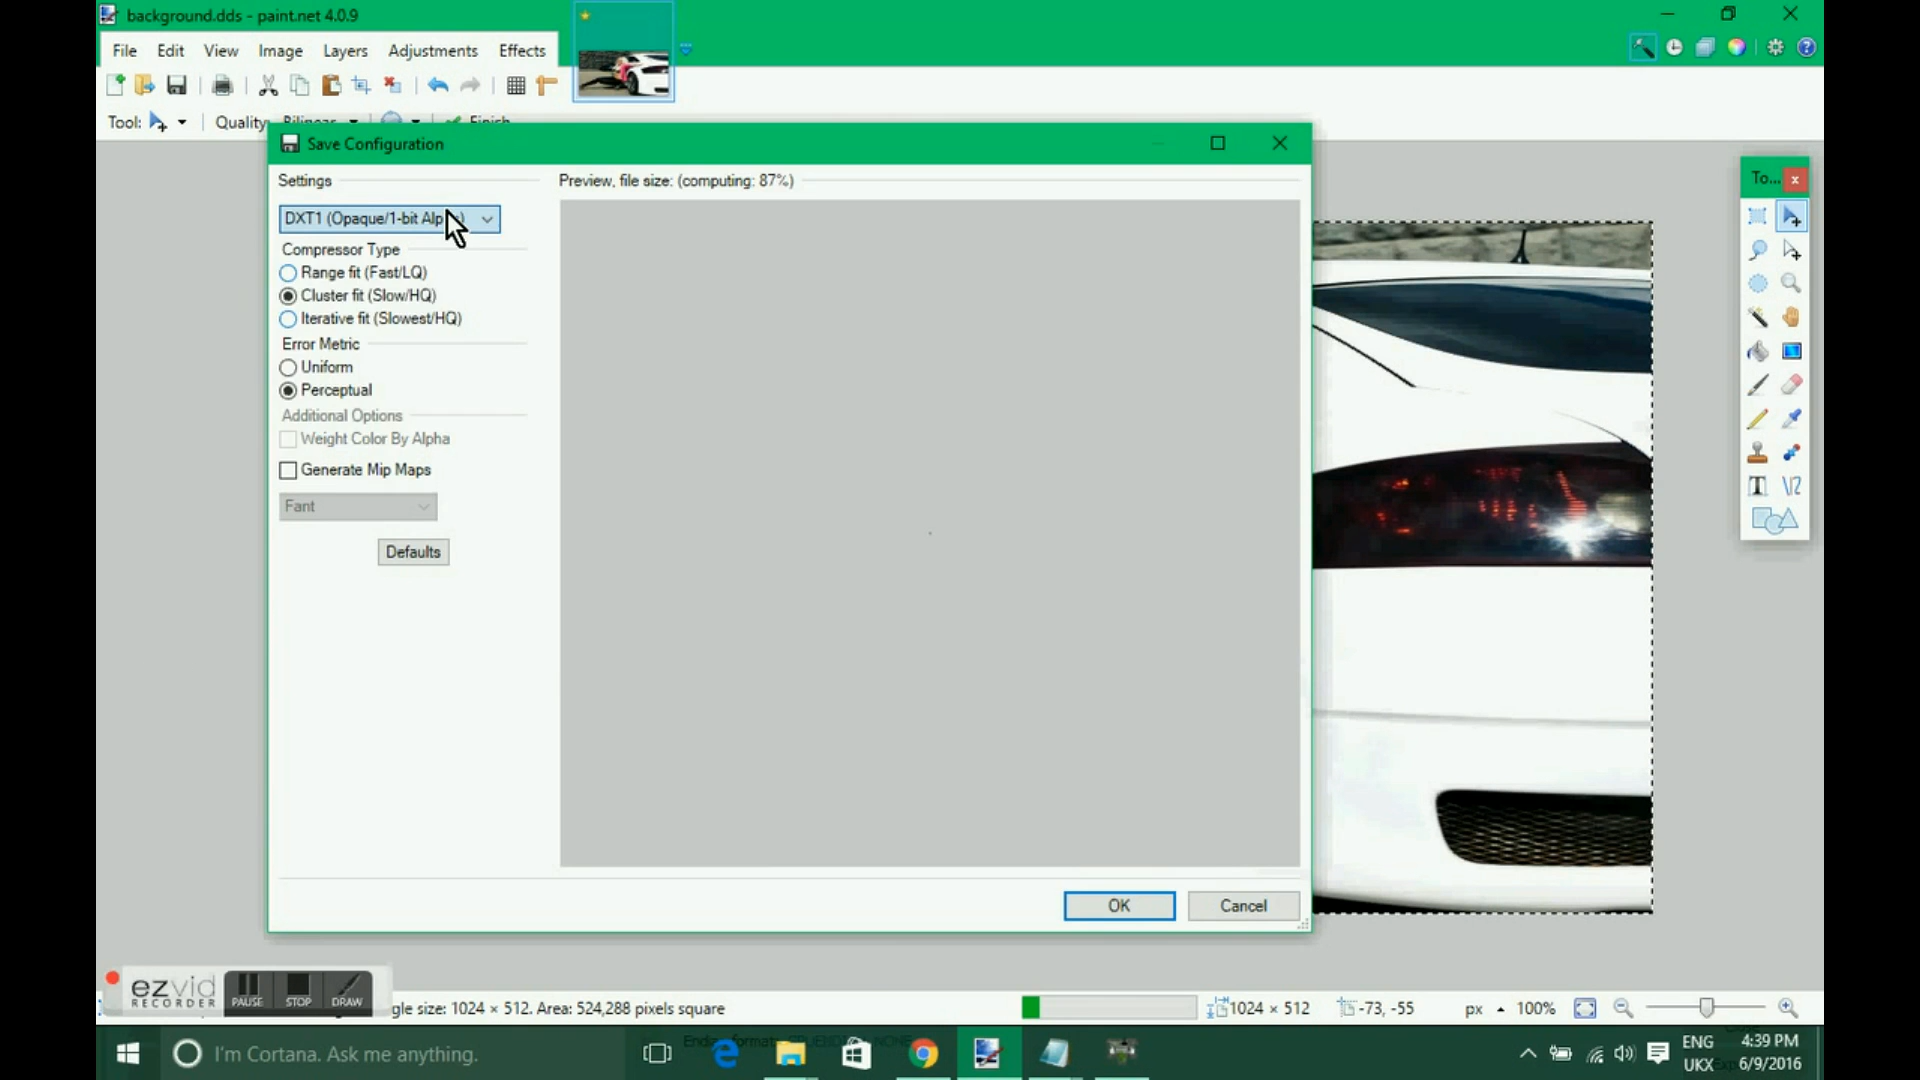 background.dds - paint.net 4.0.9
File Edit View Image Layers Adjustments Effects
Tool: Quality: Bilinear Finish
Save Configuration
To...
Settings
Preview, file size: (computing: 87%)
DXT1 (Opaque/1-bit Alpha)
Compressor Type
Range fit (Fast/LQ)
Cluster fit (Slow/HQ)
Iterative fit (Slowest/HQ)
Error Metric
Uniform
Perceptual
Additional Options
Weight Color By Alpha
Generate Mip Maps
Fant
Defaults
OK Cancel
ezvid
RECORDER
PAUSE STOP DRAW
gle size: 1024 × 512. Area: 524,288 pixels square
1024 × 512 -73, -55 px 100%
I'm Cortana. Ask me anything.
ENG
UKX
4:39 PM
6/9/2016